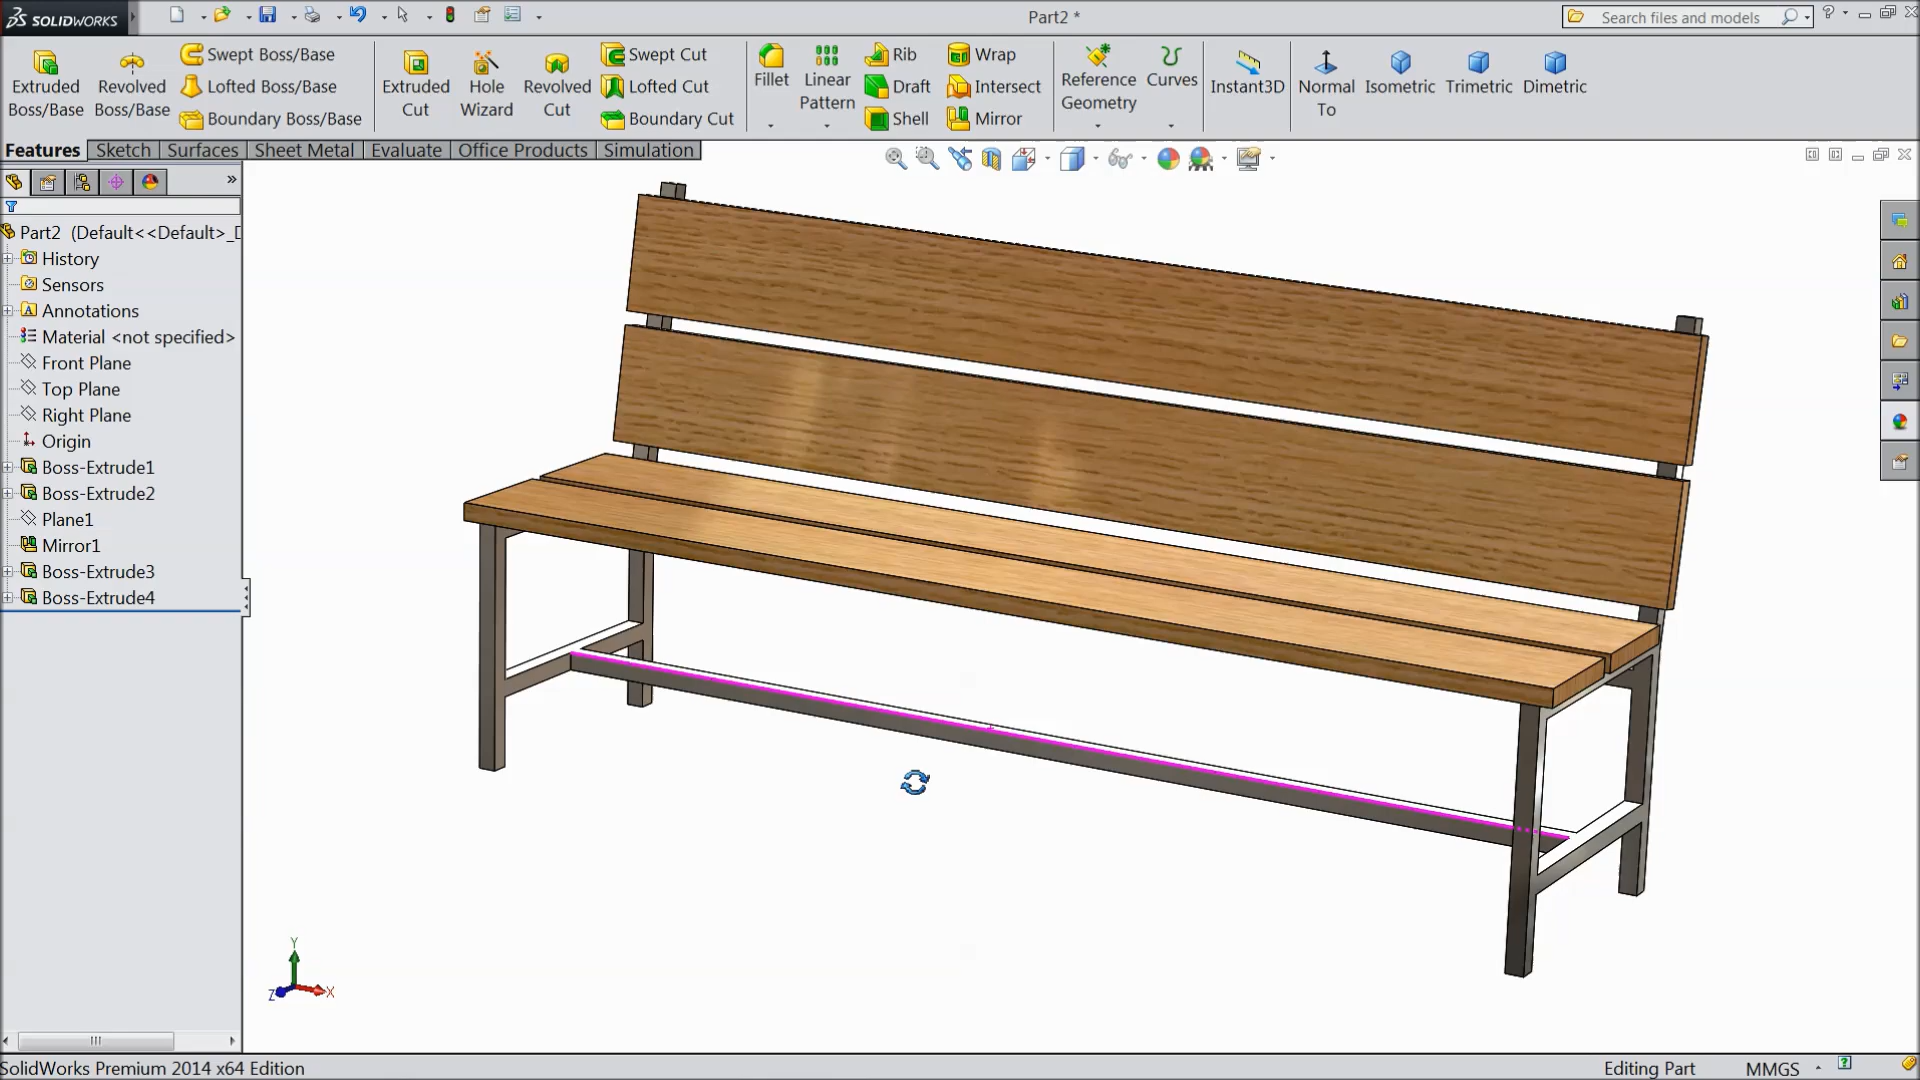 SOLIDWORKS
Part2 *
Search files and models
?
Extruded Boss/Base
Revolved Boss/Base
Swept Boss/Base
Lofted Boss/Base
Boundary Boss/Base
Extruded Cut
Hole Wizard
Revolved Cut
Swept Cut
Lofted Cut
Boundary Cut
Fillet
Linear Pattern
Rib
Draft
Shell
Wrap
Intersect
Mirror
Reference Geometry
Curves
Instant3D
Normal To
Isometric
Trimetric
Dimetric
Features
Sketch
Surfaces
Sheet Metal
Evaluate
Office Products
Simulation
»
Part2 (Default<<Default>_D
History
Sensors
A Annotations
Material <not specified>
Front Plane
Top Plane
Right Plane
Origin
Boss-Extrude1
Boss-Extrude2
Plane1
Mirror1
Boss-Extrude3
Boss-Extrude4
Y
Z
X
SolidWorks Premium 2014 x64 Edition
Editing Part
MMGS
?